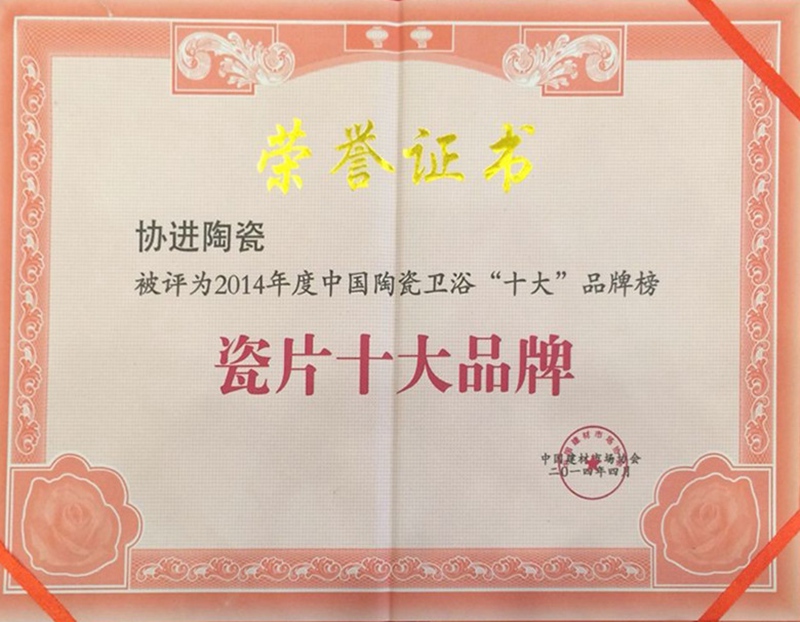 荣誉证书
协进陶瓷
被评为2014年度中国陶瓷卫浴“十大”品牌榜
瓷片十大品牌
中国建材市场协会
二〇一四年四月